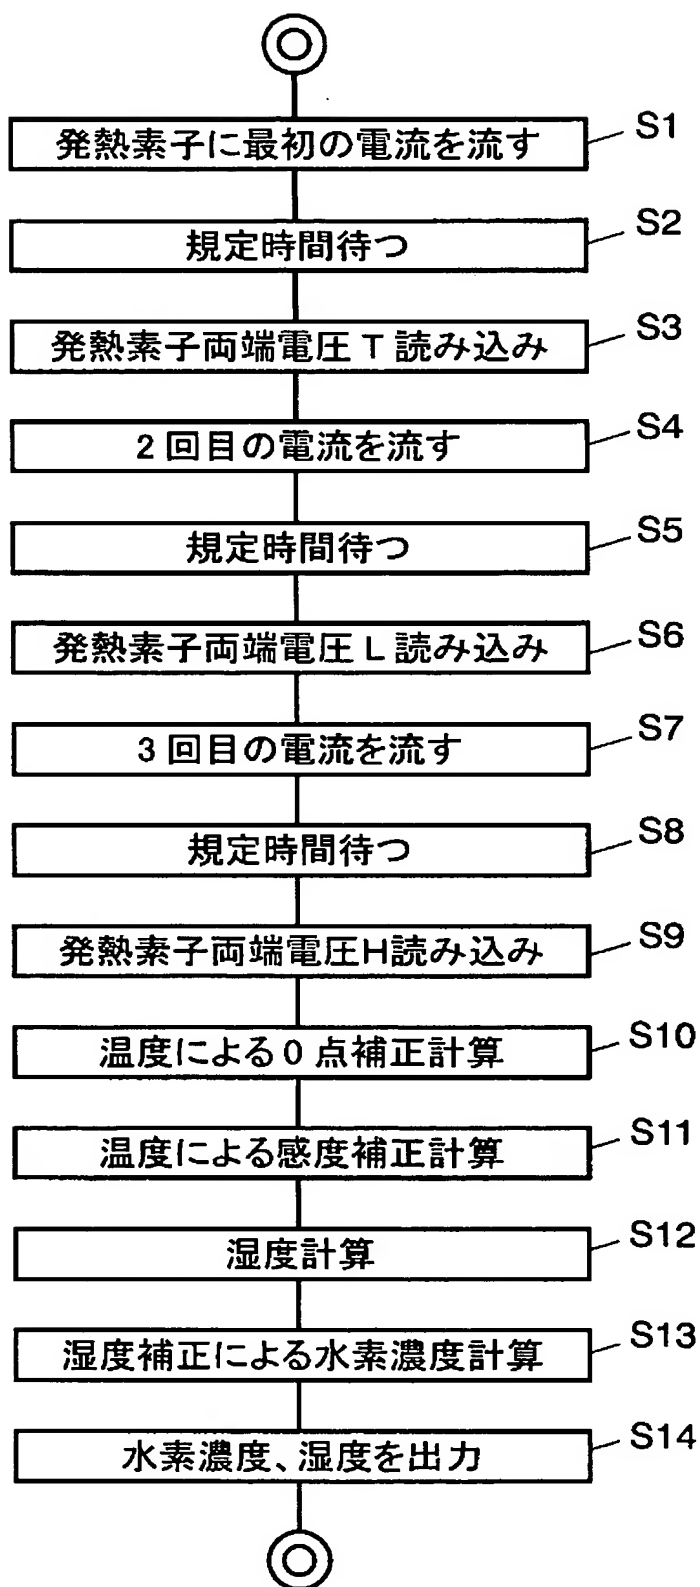 発熱素子に最初の電流を流す S1
規定時間待つ S2
発熱素子両端電圧T読み込み S3
2回目の電流を流す S4
規定時間待つ S5
発熱素子両端電圧L読み込み S6
3回目の電流を流す S7
規定時間待つ S8
発熱素子両端電圧H読み込み S9
温度による0点補正計算 S10
温度による感度補正計算 S11
湿度計算 S12
湿度補正による水素濃度計算 S13
水素濃度、湿度を出力 S14